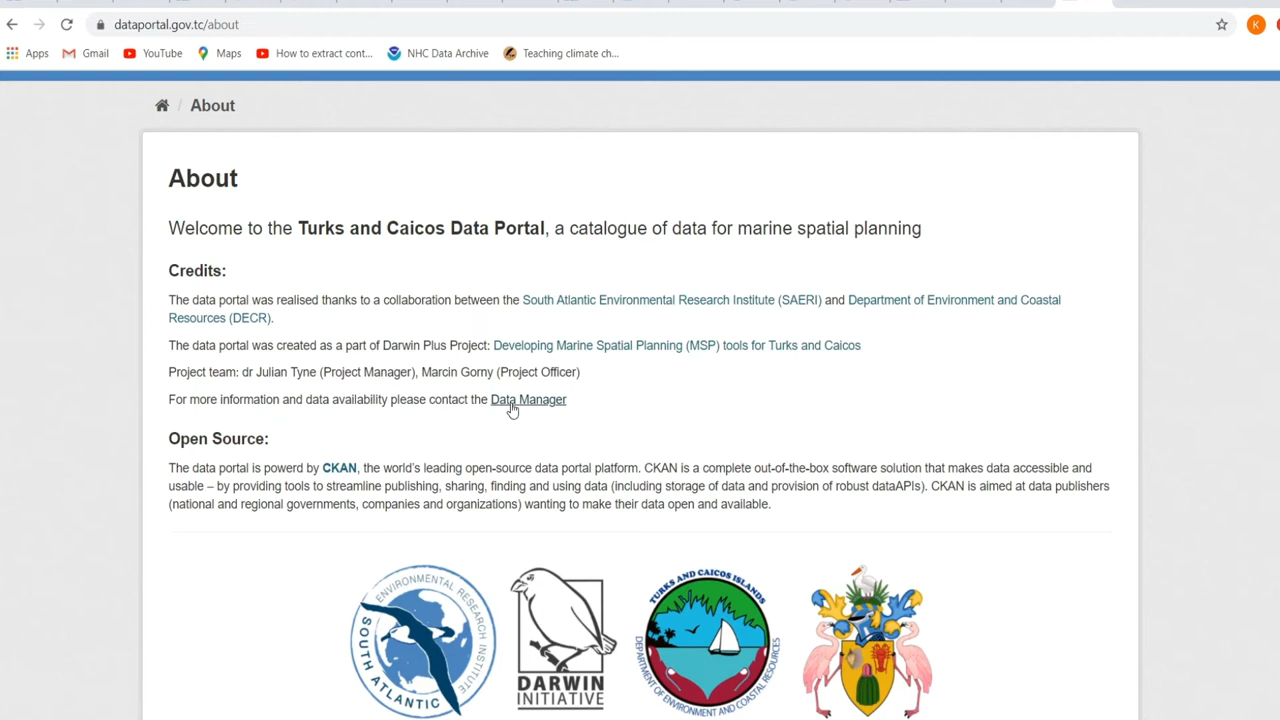 dataportal.gov.tc/about
K
Apps Gmail YouTube Maps How to extract cont... NHC Data Archive Teaching climate ch...
/ About
About
Welcome to the Turks and Caicos Data Portal, a catalogue of data for marine spatial planning
Credits:
The data portal was realised thanks to a collaboration between the South Atlantic Environmental Research Institute (SAERI) and Department of Environment and Coastal
Resources (DECR).
The data portal was created as a part of Darwin Plus Project: Developing Marine Spatial Planning (MSP) tools for Turks and Caicos
Project team: dr Julian Tyne (Project Manager), Marcin Gorny (Project Officer)
For more information and data availability please contact the Data Manager
Open Source:
The data portal is powerd by CKAN, the world's leading open-source data portal platform. CKAN is a complete out-of-the-box software solution that makes data accessible and
usable – by providing tools to streamline publishing, sharing, finding and using data (including storage of data and provision of robust dataAPIs). CKAN is aimed at data publishers
(national and regional governments, companies and organizations) wanting to make their data open and available.
SOUTH ATLANTIC
ENVIRONMENTAL RESEARCH INSTITUTE
DARWIN
INITIATIVE
TURKS AND CAICOS ISLANDS
DEPARTMENT OF ENVIRONMENT AND COASTAL RESOURCES